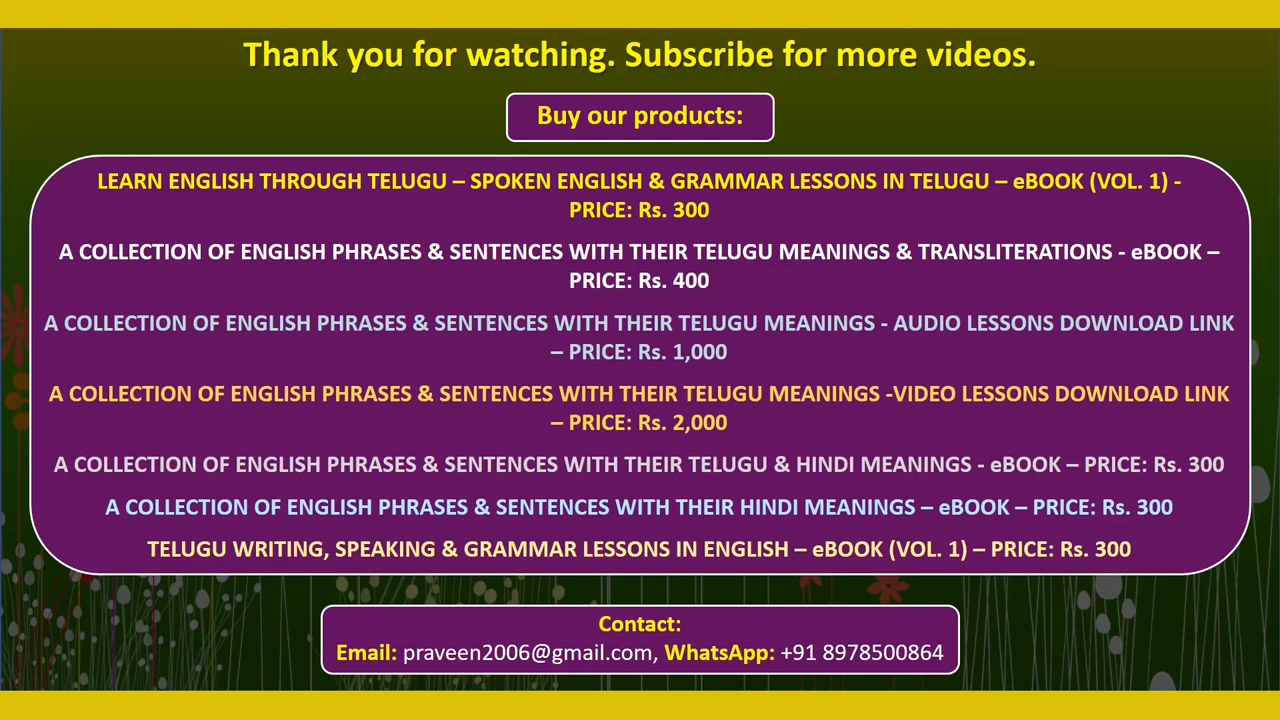 Thank you for watching. Subscribe for more videos.
Buy our products:
LEARN ENGLISH THROUGH TELUGU – SPOKEN ENGLISH & GRAMMAR LESSONS IN TELUGU – eBOOK (VOL. 1) -
PRICE: Rs. 300
A COLLECTION OF ENGLISH PHRASES & SENTENCES WITH THEIR TELUGU MEANINGS & TRANSLITERATIONS - eBOOK –
PRICE: Rs. 400
A COLLECTION OF ENGLISH PHRASES & SENTENCES WITH THEIR TELUGU MEANINGS - AUDIO LESSONS DOWNLOAD LINK
– PRICE: Rs. 1,000
A COLLECTION OF ENGLISH PHRASES & SENTENCES WITH THEIR TELUGU MEANINGS -VIDEO LESSONS DOWNLOAD LINK
– PRICE: Rs. 2,000
A COLLECTION OF ENGLISH PHRASES & SENTENCES WITH THEIR TELUGU & HINDI MEANINGS - eBOOK – PRICE: Rs. 300
A COLLECTION OF ENGLISH PHRASES & SENTENCES WITH THEIR HINDI MEANINGS – eBOOK – PRICE: Rs. 300
TELUGU WRITING, SPEAKING & GRAMMAR LESSONS IN ENGLISH – eBOOK (VOL. 1) – PRICE: Rs. 300
Contact:
Email: praveen2006@gmail.com, WhatsApp: +91 8978500864